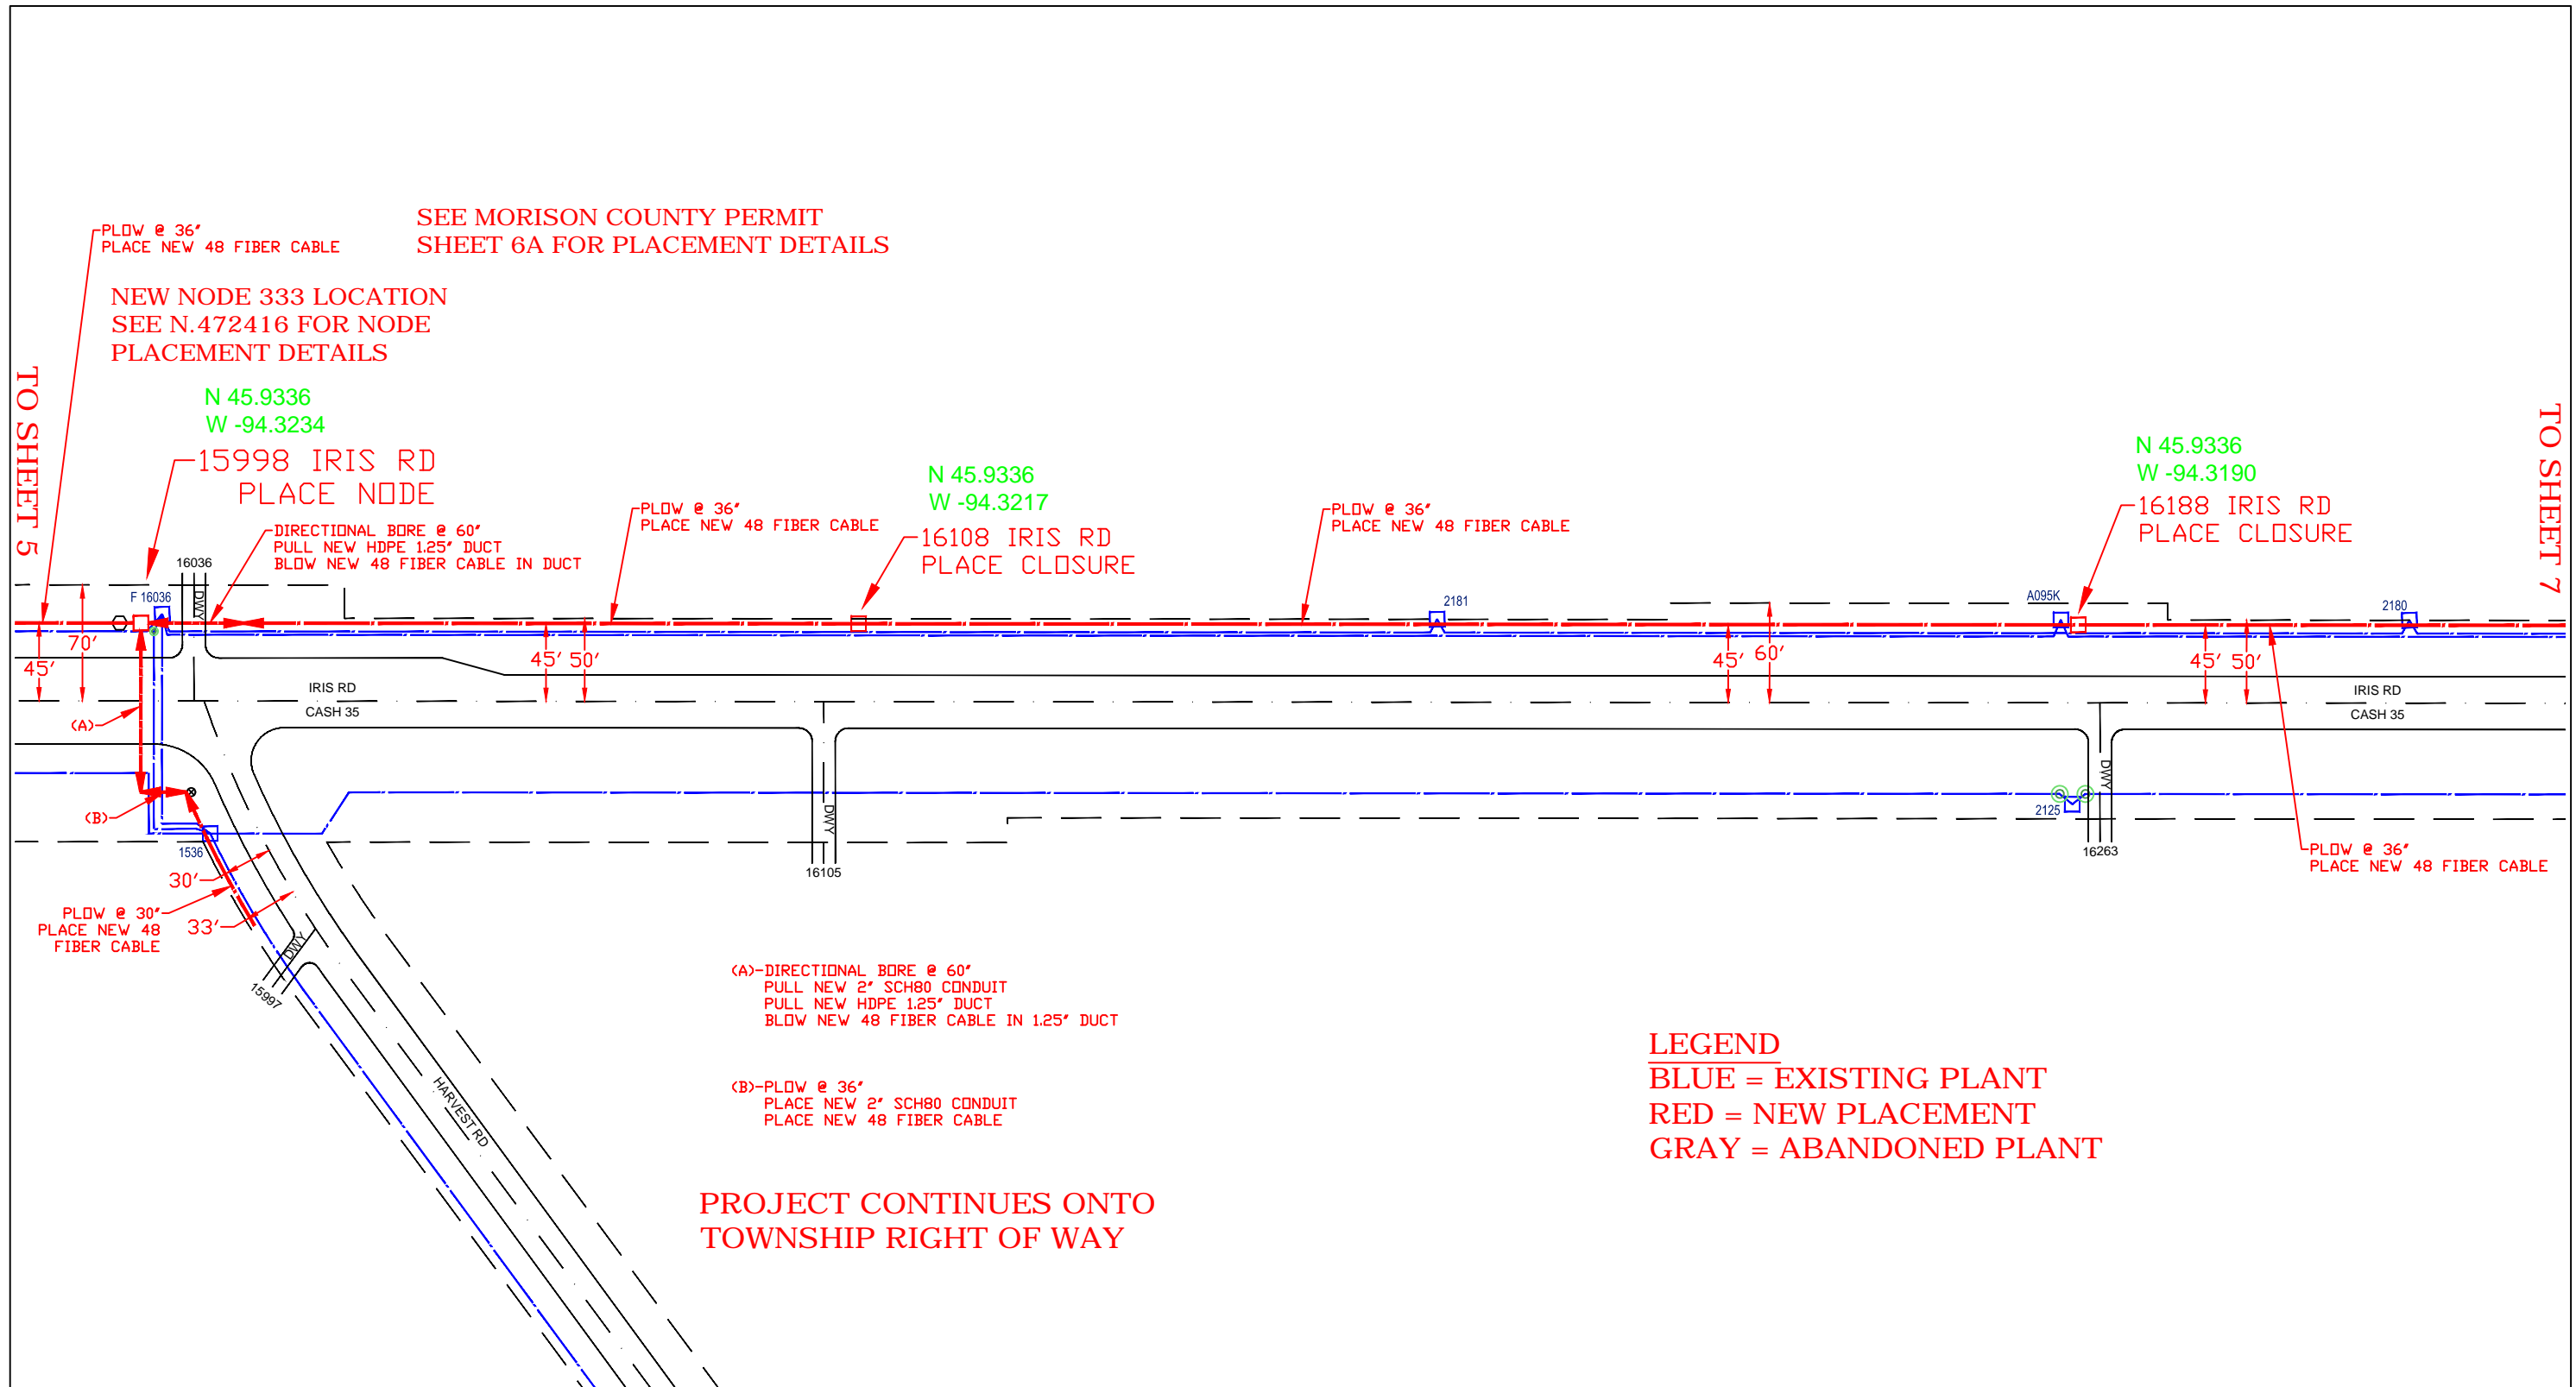 PLOW @ 36"
PLACE NEW 48 FIBER CABLE
SEE MORISON COUNTY PERMIT
SHEET 6A FOR PLACEMENT DETAILS
NEW NODE 333 LOCATION
SEE N.472416 FOR NODE
PLACEMENT DETAILS
TO SHEET 5
N 45.9336
W -94.3234
15998 IRIS RD
PLACE NODE
DIRECTIONAL BORE @ 60"
PULL NEW HDPE 1.25" DUCT
BLOW NEW 48 FIBER CABLE IN DUCT
PLOW @ 36"
PLACE NEW 48 FIBER CABLE
N 45.9336
W -94.3217
16108 IRIS RD
PLACE CLOSURE
PLOW @ 36"
PLACE NEW 48 FIBER CABLE
N 45.9336
W -94.3190
16188 IRIS RD
PLACE CLOSURE
TO SHEET 7
16036
DWY
F 16036
2181
A095K
2180
45'
70'
45'
50'
45'
60'
45'
50'
IRIS RD
CASH 35
IRIS RD
CASH 35
(A)
(B)
1536
30'
33'
PLOW @ 30"
PLACE NEW 48
FIBER CABLE
DWY
15997
DWY
16105
2125
DWY
16263
PLOW @ 36"
PLACE NEW 48 FIBER CABLE
HARVEST RD
(A)-DIRECTIONAL BORE @ 60"
PULL NEW 2" SCH80 CONDUIT
PULL NEW HDPE 1.25" DUCT
BLOW NEW 48 FIBER CABLE IN 1.25" DUCT
(B)-PLOW @ 36"
PLACE NEW 2" SCH80 CONDUIT
PLACE NEW 48 FIBER CABLE
LEGEND
BLUE = EXISTING PLANT
RED = NEW PLACEMENT
GRAY = ABANDONED PLANT
PROJECT CONTINUES ONTO
TOWNSHIP RIGHT OF WAY